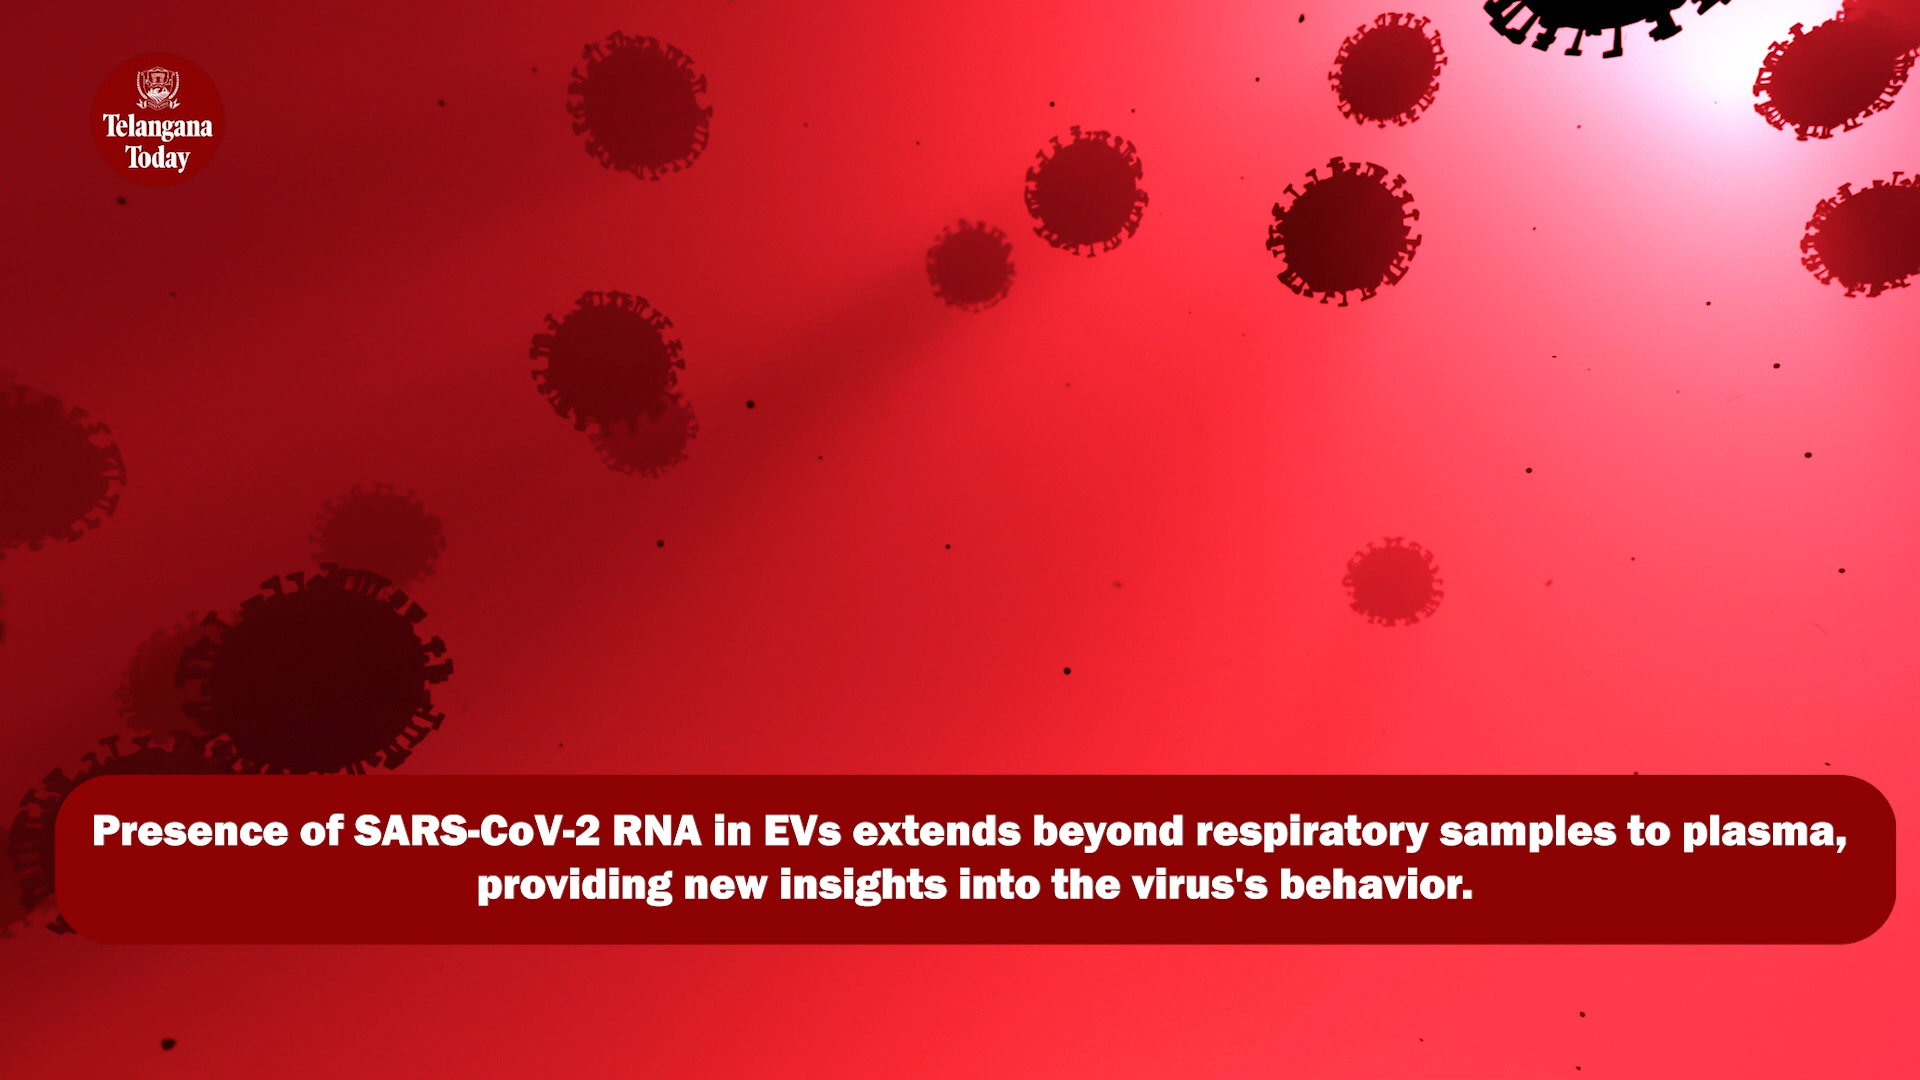 Telangana
Today
Presence of SARS-CoV-2 RNA in EVs extends beyond respiratory samples to plasma,
providing new insights into the virus's behavior.